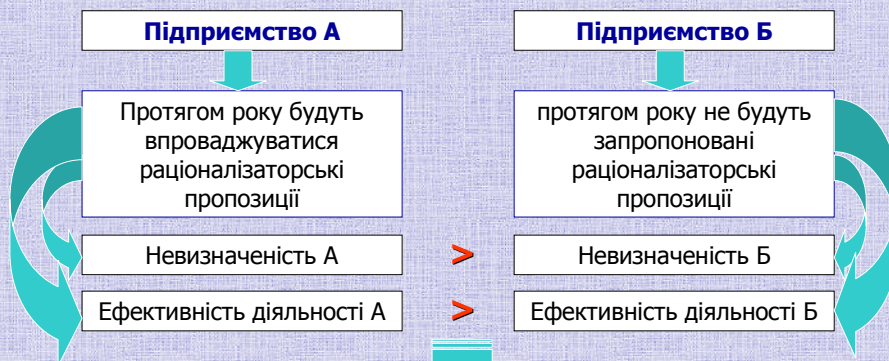 Підприємство А
Підприємство Б
Протягом року будуть
впроваджуватися
раціоналізаторські
пропозиції
протягом року не будуть
запропоновані
раціоналізаторські
пропозиції
Невизначеність А > Невизначеність Б
Ефективність діяльності А > Ефективність діяльності Б